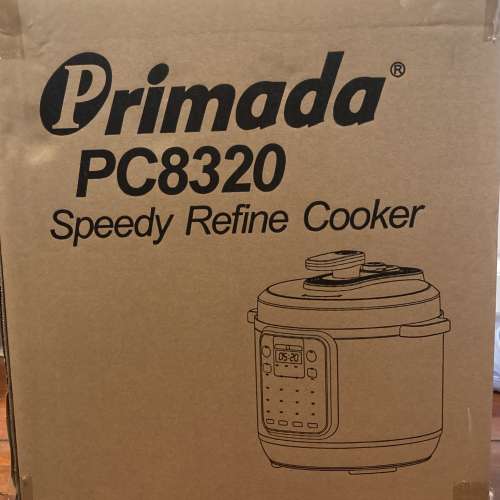 Primada®
PC8320
Speedy Refine Cooker
05:20